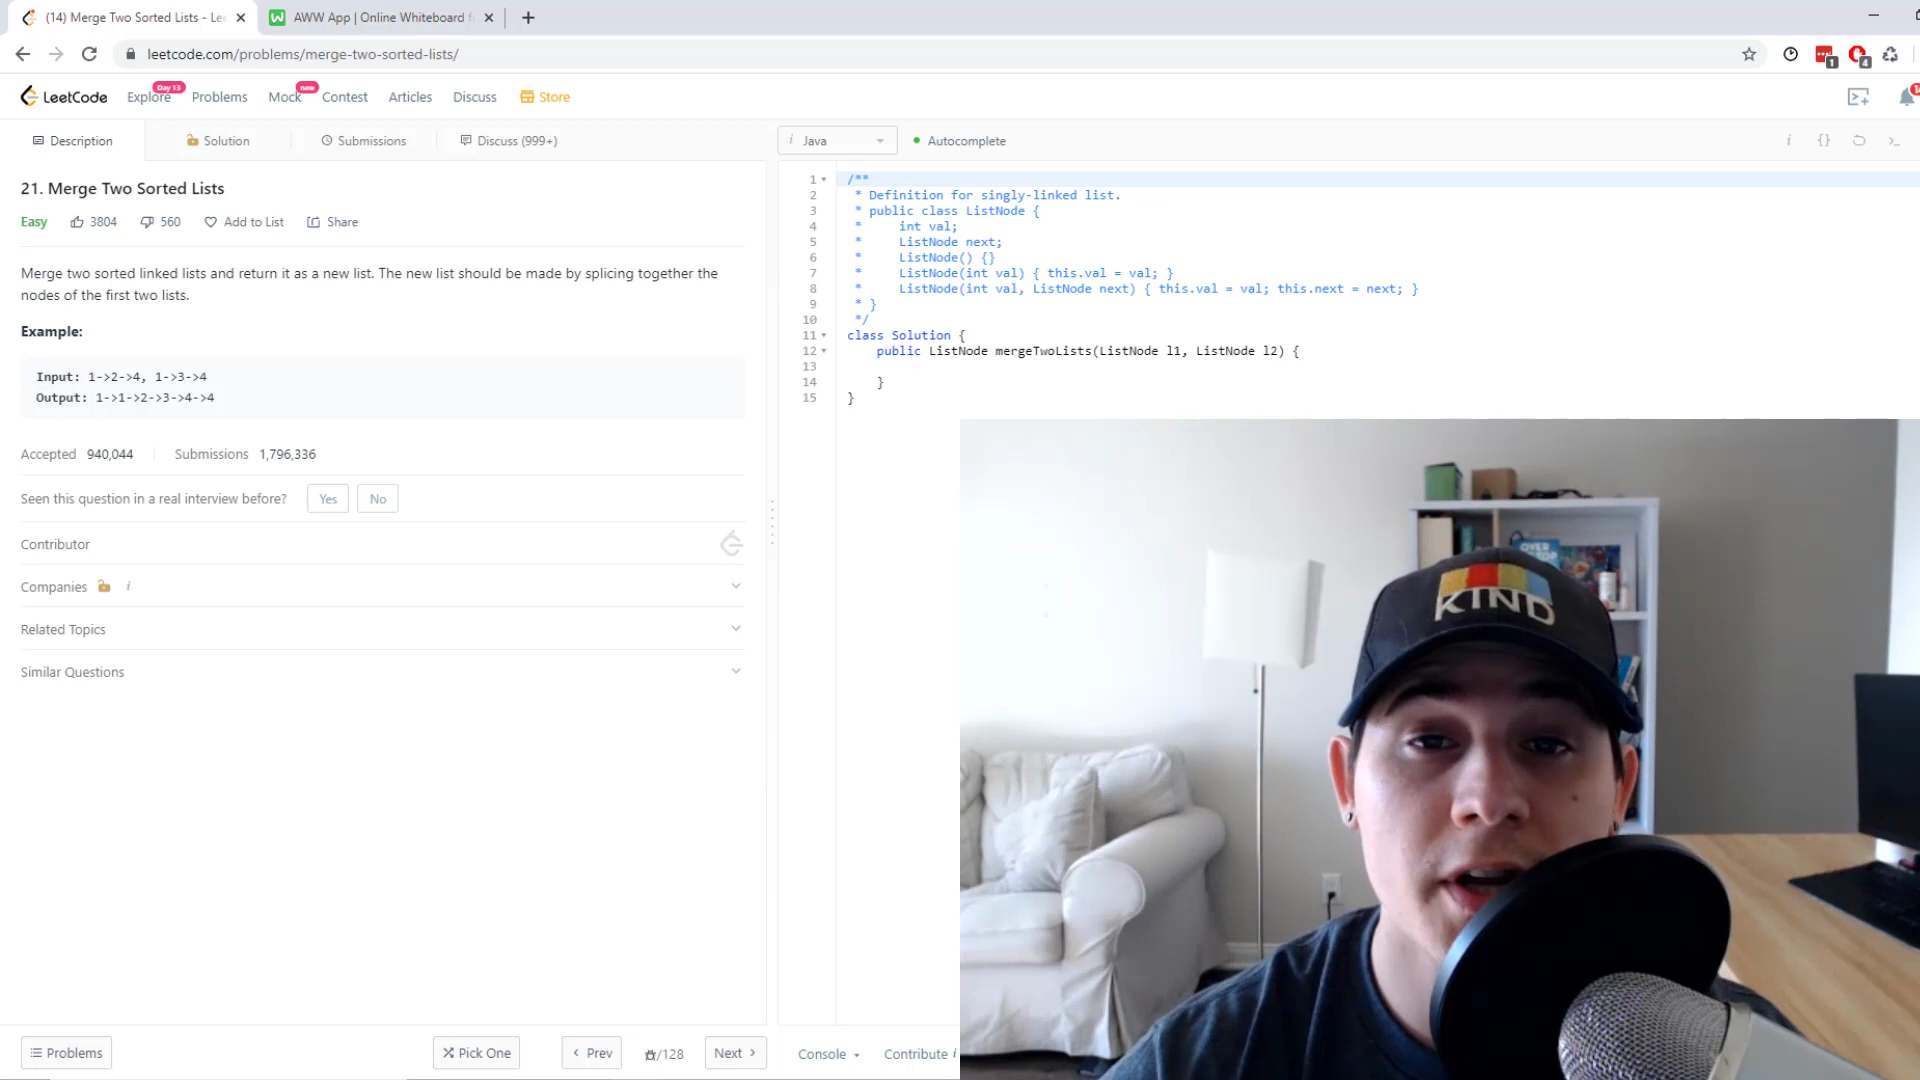 (14) Merge Two Sorted Lists - Le
AWW App | Online Whiteboard f
leetcode.com/problems/merge-two-sorted-lists/
1
4
LeetCode
Explore
Day 13
Problems
Mock
new
Contest
Articles
Discuss
Store
Description
Solution
Submissions
Discuss (999+)
i Java
Autocomplete
21. Merge Two Sorted Lists
Easy 3804 560 Add to List Share
Merge two sorted linked lists and return it as a new list. The new list should be made by splicing together the
nodes of the first two lists.
Example:
Input: 1->2->4, 1->3->4
Output: 1->1->2->3->4->4
Accepted 940,044 Submissions 1,796,336
Seen this question in a real interview before? Yes No
Contributor
Companies i
Related Topics
Similar Questions
Problems
Pick One
Prev
/128
Next
1 /**
2 * Definition for singly-linked list.
3 * public class ListNode {
4 * int val;
5 * ListNode next;
6 * ListNode() {}
7 * ListNode(int val) { this.val = val; }
8 * ListNode(int val, ListNode next) { this.val = val; this.next = next; }
9 * }
10 */
11 class Solution {
12 public ListNode mergeTwoLists(ListNode l1, ListNode l2) {
13
14 }
15 }
Console
Contribute i
KIND